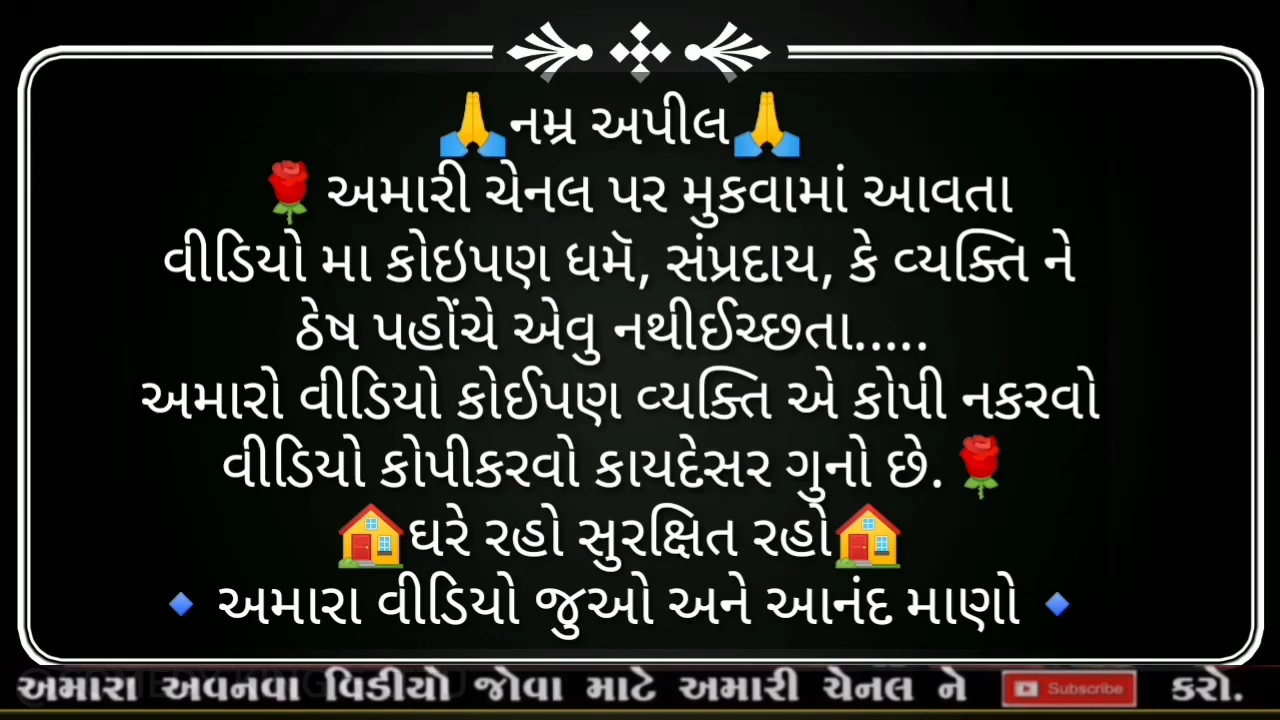 🙏નમ્ર અપીલ🙏
🌹અમારી ચેનલ પર મુકવામાં આવતા
વીડિયો મા કોઇપણ ધમૅ, સંપ્રદાય, કે વ્યક્તિ ને
ઠેષ પહોંચે એવુ નથીઈચ્છતા.....
અમારો વીડિયો કોઈપણ વ્યક્તિ એ કોપી નકરવો
વીડિયો કોપીકરવો કાયદેસર ગુનો છે.🌹
🏠ઘરે રહો સુરક્ષિત રહો🏠
🔹અમારા વીડિયો જુઓ અને આનંદ માણો🔹
અમારા અવનવા વિડીયો જોવા માટે અમારી ચેનલ ને Subscribe કરો.